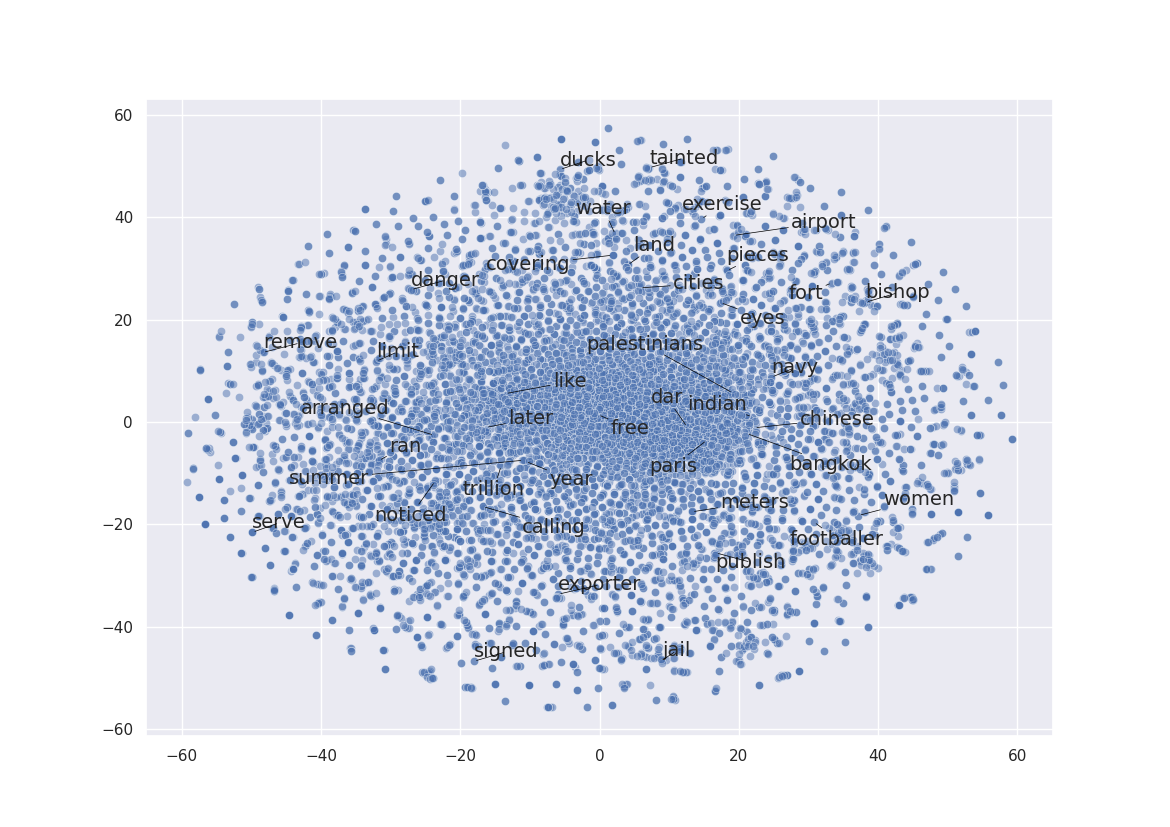 60
ducks
tainted
water
exercise
40
airport
land
pieces
covering
cities
danger
fort
bishop
20
eyes
remove
limit
palestinians
navy
like
dar
indian
arranged
later
chinese
0
free
ran
paris
bangkok
summer
year
trillion
meters
women
noticed
calling
−20
serve
footballer
publish
exporter
−40
signed
jail
−60
−60 −40 −20 0 20 40 60